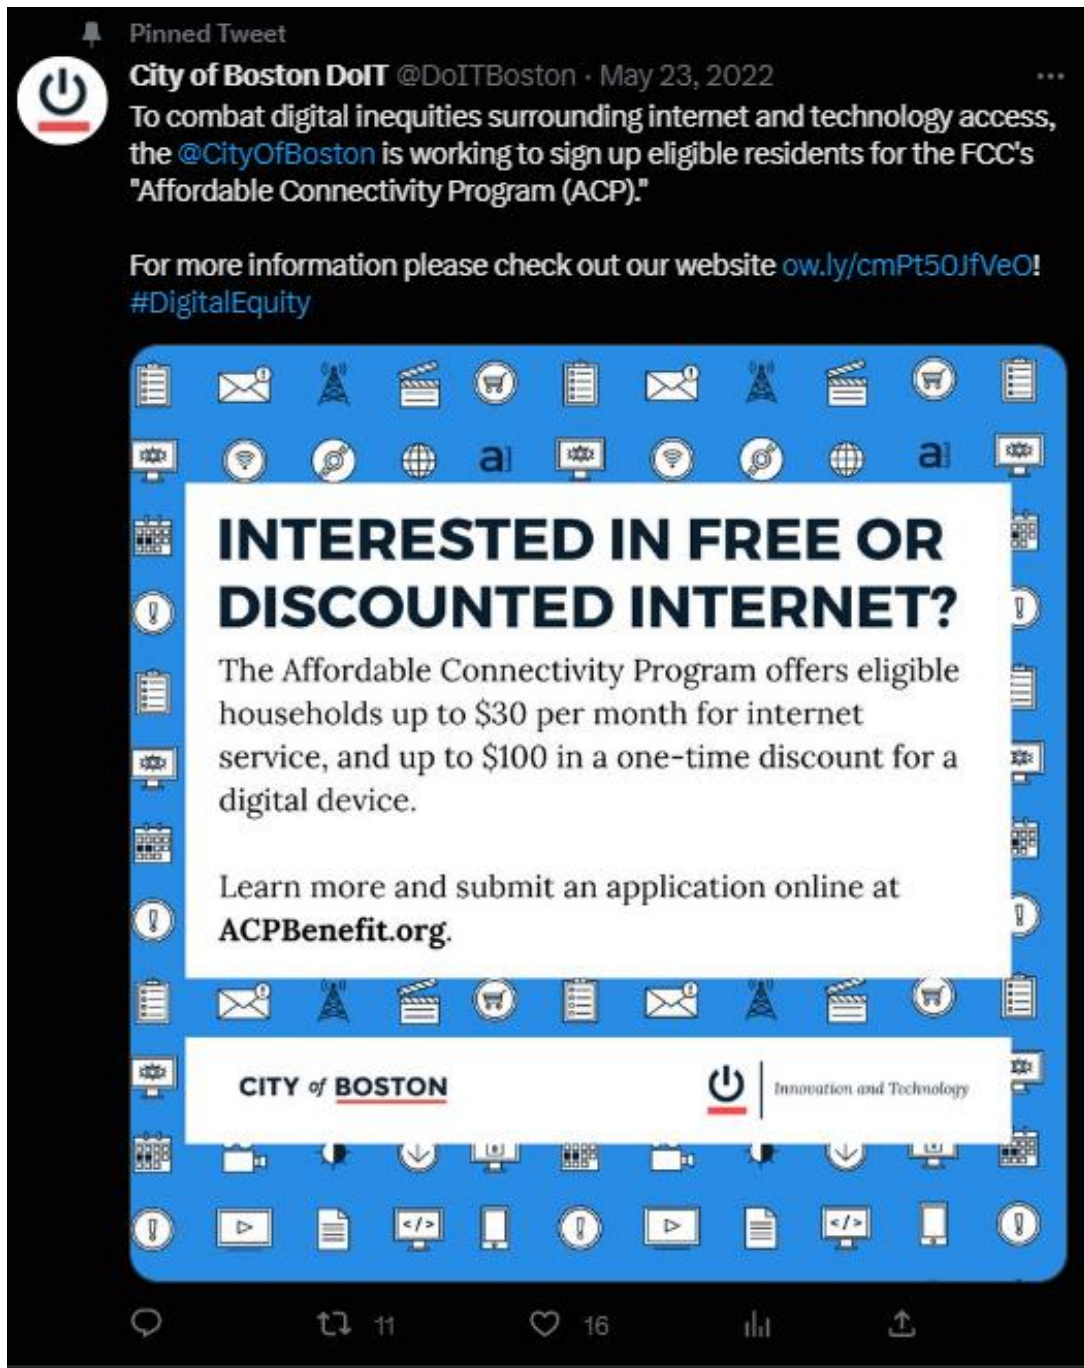 Pinned Tweet
City of Boston DoIT @DoITBoston · May 23, 2022
To combat digital inequities surrounding internet and technology access,
the @CityOfBoston is working to sign up eligible residents for the FCC's
"Affordable Connectivity Program (ACP)."
For more information please check out our website ow.ly/cmPt50JfVeO!
#DigitalEquity
INTERESTED IN FREE OR
DISCOUNTED INTERNET?
The Affordable Connectivity Program offers eligible
households up to $30 per month for internet
service, and up to $100 in a one-time discount for a
digital device.
Learn more and submit an application online at
ACPBenefit.org.
CITY of BOSTON
Innovation and Technology
11 16